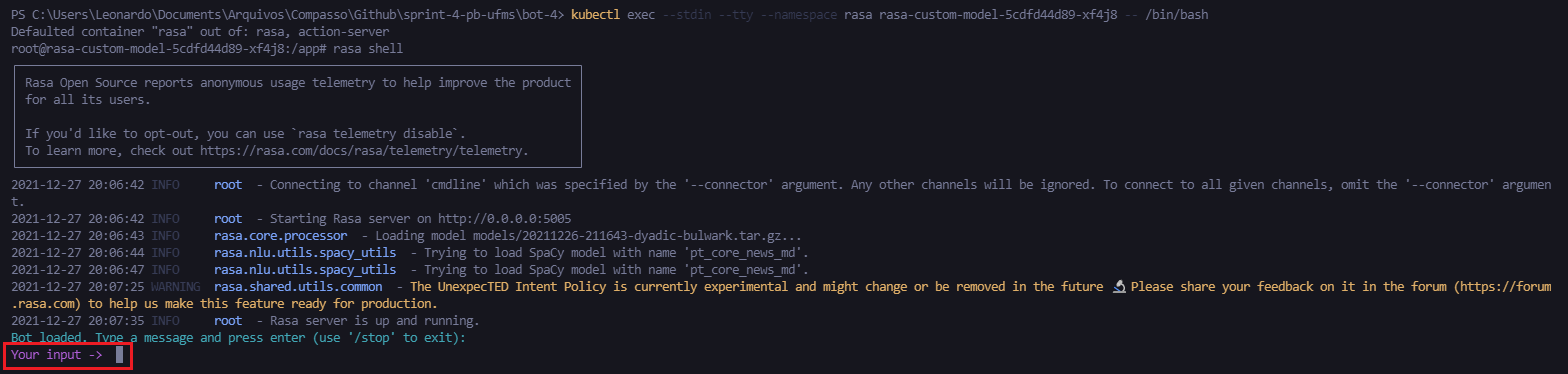 PS C:\Users\Leonardo\Documents\Arquivos\Compasso\Github\sprint-4-pb-ufms\bot-4> kubectl exec --stdin --tty --namespace rasa rasa-custom-model-5cdfd44d89-xf4j8 -- /bin/bash
Defaulted container "rasa" out of: rasa, action-server
root@rasa-custom-model-5cdfd44d89-xf4j8:/app# rasa shell
Rasa Open Source reports anonymous usage telemetry to help improve the product
for all its users.
If you'd like to opt-out, you can use `rasa telemetry disable`.
To learn more, check out https://rasa.com/docs/rasa/telemetry/telemetry.
2021-12-27 20:06:42 INFO root - Connecting to channel 'cmdline' which was specified by the '--connector' argument. Any other channels will be ignored. To connect to all given channels, omit the '--connector' argumen
t.
2021-12-27 20:06:42 INFO root - Starting Rasa server on http://0.0.0.0:5005
2021-12-27 20:06:43 INFO rasa.core.processor - Loading model models/20211226-211643-dyadic-bulwark.tar.gz...
2021-12-27 20:06:44 INFO rasa.nlu.utils.spacy_utils - Trying to load SpaCy model with name 'pt_core_news_md'.
2021-12-27 20:06:47 INFO rasa.nlu.utils.spacy_utils - Trying to load SpaCy model with name 'pt_core_news_md'.
2021-12-27 20:07:25 WARNING rasa.shared.utils.common - The UnexpecTED Intent Policy is currently experimental and might change or be removed in the future 🔬 Please share your feedback on it in the forum (https://forum
.rasa.com) to help us make this feature ready for production.
2021-12-27 20:07:35 INFO root - Rasa server is up and running.
Bot loaded. Type a message and press enter (use '/stop' to exit):
Your input ->